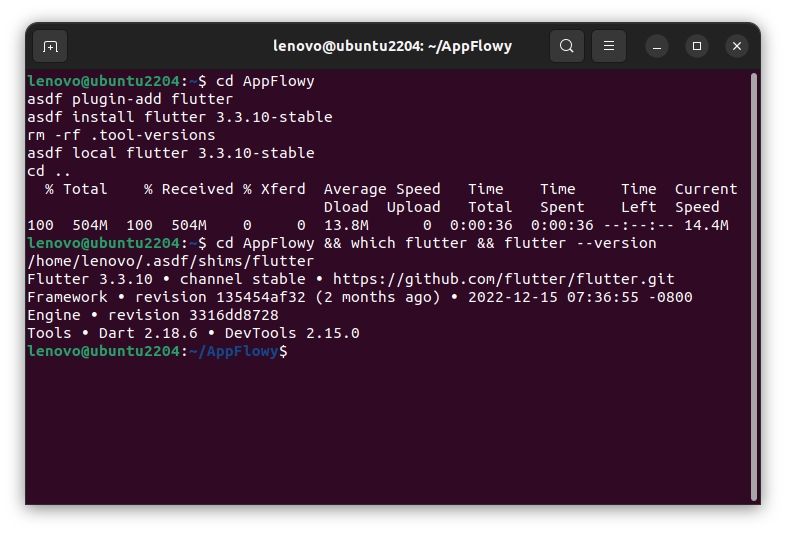 lenovo@ubuntu2204: ~/AppFlowy
lenovo@ubuntu2204:~$ cd AppFlowy
asdf plugin-add flutter
asdf install flutter 3.3.10-stable
rm -rf .tool-versions
asdf local flutter 3.3.10-stable
cd ..
  % Total    % Received % Xferd  Average Speed   Time    Time     Time  Current
                                 Dload  Upload   Total   Spent    Left  Speed
100  504M  100  504M    0     0  13.8M      0  0:00:36  0:00:36 --:--:-- 14.4M
lenovo@ubuntu2204:~$ cd AppFlowy && which flutter && flutter --version
/home/lenovo/.asdf/shims/flutter
Flutter 3.3.10 • channel stable • https://github.com/flutter/flutter.git
Framework • revision 135454af32 (2 months ago) • 2022-12-15 07:36:55 -0800
Engine • revision 3316dd8728
Tools • Dart 2.18.6 • DevTools 2.15.0
lenovo@ubuntu2204:~/AppFlowy$